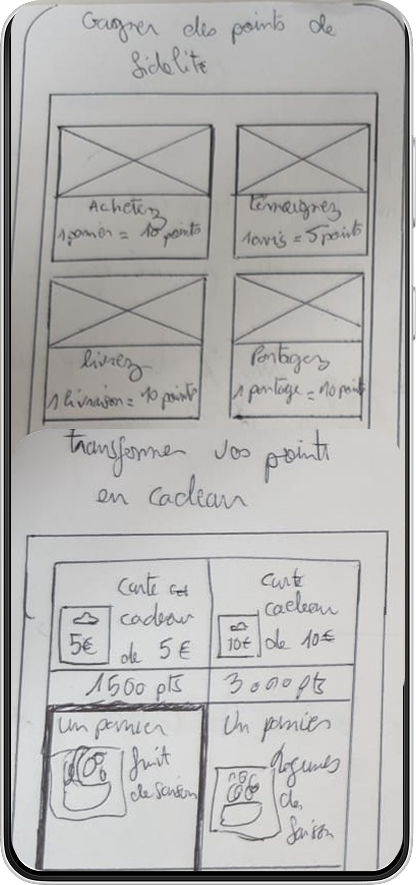 Gagner des points de
fidelite
Achetez
1 panier = 10 points
Témoignez
1 avis = 5 points
livrez
1 livraison = 10 points
Partagez
1 partage = 10 points
transformer vos points
en cadeau
Carte
cadeau
5€
de 5 €
Carte
cadeau
10€
de 10€
1500 pts
3000 pts
Un panier
fruit
de saison
Un panier
légumes
de
saison